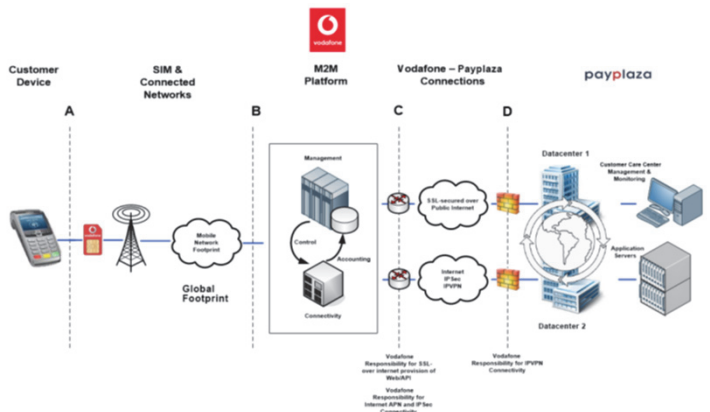 vodafone
Customer
Device
SIM &
Connected
Networks
M2M
Platform
Vodafone – Payplaza
Connections
payplaza
A
B
C
D
Management
Control
Accounting
Connectivity
Mobile
Network
Footprint
Global
Footprint
SSL-secured over
Public Internet
Internet
IPSec
IPVPN
Datacenter 1
Datacenter 2
Customer Care Center
Management &
Monitoring
Application
Servers
Vodafone
Responsibility for SSL-
over internet provision of
Web/API
Vodafone
Responsibility for
Internet APN and IPSec
Connectivity
Vodafone
Responsibility for IPVPN
Connectivity